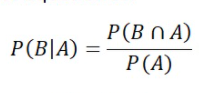 P(B|A) = P(B ∩ A) / P(A)